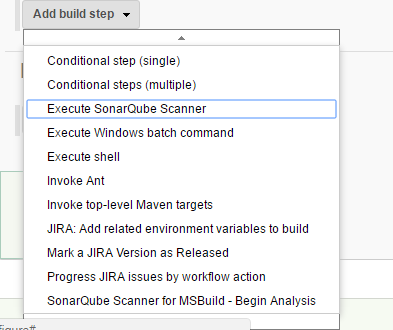 Add build step
Conditional step (single)
Conditional steps (multiple)
Execute SonarQube Scanner
Execute Windows batch command
Execute shell
Invoke Ant
Invoke top-level Maven targets
JIRA: Add related environment variables to build
Mark a JIRA Version as Released
Progress JIRA issues by workflow action
SonarQube Scanner for MSBuild - Begin Analysis